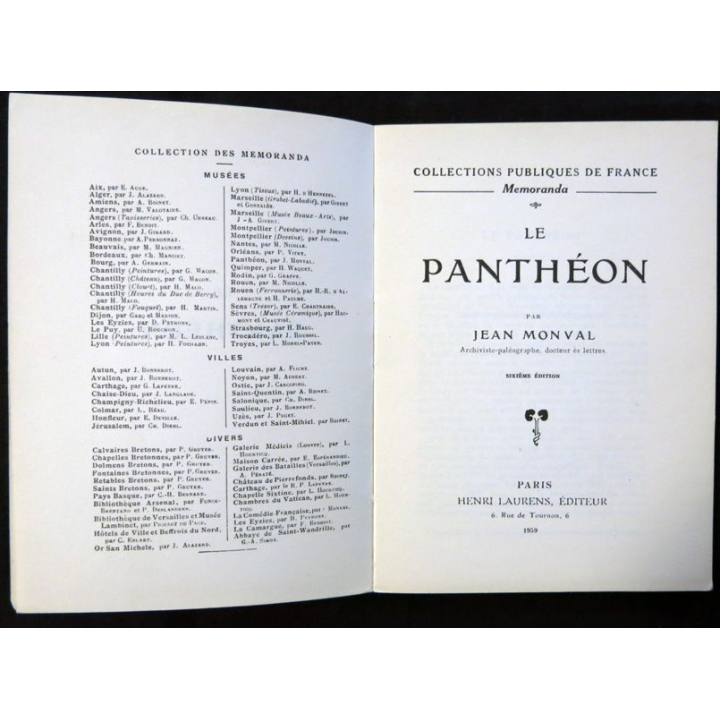 COLLECTION DES MEMORANDA
MUSÉES
Aix, par E. Aude.
Alger, par J. Alazard.
Amiens, par A. Boinet.
Angers, par M. Valotaire.
Angers (Tapisseries), par Ch. Urseau.
Arles, par F. Benoit.
Avignon, par J. Girard.
Bayonne, par A. Personnaz.
Beauvais, par M. Magnien.
Bordeaux, par Ch. Manciet.
Bourg, par A. Germain.
Chantilly (Peintures), par G. Macon.
Chantilly (Château), par G. Macon.
Chantilly (Clouet) par H. Malo.
Chantilly (Heures du Duc de Berry), par H. Malo.
Chantilly (Fouquet) par H. Martin.
Dijon, par Gasq et Marion.
Les Eyzies, par D. Peyrony.
Le Puy, par U. Rouchon.
Lille (Peintures), par M.-L. Leblanc.
Lyon (Peintures), par H. Focillon.
Lyon (Tissus), par H. d'Hennezel.
Marseille (Grobet-Labadié), par Gibert
et Gonzalès.
Marseille (Musée Beaux-Arts), par
J.-A. Gibert.
Montpellier (Peintures), par Joubin.
Montpellier (Dessins), par Joubin.
Nantes, par M. Nicolle.
Orléans, par P. Vitry.
Panthéon, par J. Monval.
Quimper, par H. Waquet.
Rodin, par G. Grappe.
Rouen, par M. Nicolle.
Rouen (Ferronnerie), par H.-R. d'Al-
lemagne et H. Paulme.
Sens (Trésor), par E. Chartraire.
Sèvres, (Musée Céramique), par Hau-
mont et Chauvisé.
Strasbourg, par H. Haug.
Trocadéro, par J. Roussel.
Troyes, par L. Morel-Payen.
VILLES
Autun, par J. Bonnerot.
Avallon, par J. Bonnerot.
Carthage, par G. Lapeyre.
Chaise-Dieu, par J. Langlade.
Champigny-Richelieu, par E. Pépin.
Colmar, par L. Réau.
Honfleur, par E. Deville.
Jérusalem, par Ch. Diehl.
Louvain, par A. Fliche.
Noyon, par M. Aubert.
Ostie, par J. Carcopino.
Saint-Quentin, par A. Boinet.
Salonique, par Ch. Diehl.
Saulieu, par J. Bonnerot.
Uzès, par J. Puget.
Verdun et Saint-Mihiel, par Boinet.
DIVERS
Calvaires Bretons, par P. Gruyer.
Chapelles Bretonnes, par P. Gruyer.
Dolmens Bretons, par P. Gruyer.
Fontaines Bretonnes, par P. Gruyer.
Retables Bretons, par P. Gruyer.
Saints Bretons, par P. Gruyer.
Pays Basque, par C.-H. Besnard.
Bibliothèque Arsenal, par Funck-
Brentano et P. Deslandres.
Bibliothèque de Versailles et Musée
Lambinet, par Pichard du Page.
Hôtels de Ville et Beffrois du Nord.
par C. Enlart.
Or San Michele, par J. Alazard.
Galerie Médicis (Louvre), par L.
Hourticq.
Maison Carrée, par E. Espérandieu.
Galerie des Batailles (Versailles), par
A. Pératé.
Château de Pierrefonds, par
Carthage, par le R. P. Lapeyre.
Chapelle Sixtine, par L. Hourticq.
Chambres du Vatican, par L. Hour-
ticq.
La Comédie Française, par J. Monval.
Les Eyzies, par D. Peyrony.
La Camargue, par F. Benoit.
Abbaye de Saint-Wandrille, par
G.-A. Simon.
COLLECTIONS PUBLIQUES DE FRANCE
Memoranda
LE
PANTHÉON
PAR
JEAN MONVAL
Archiviste-paléographe, docteur ès lettres.
SIXIÈME ÉDITION
PARIS
HENRI LAURENS, ÉDITEUR
6. Rue de Tournon, 6
1959